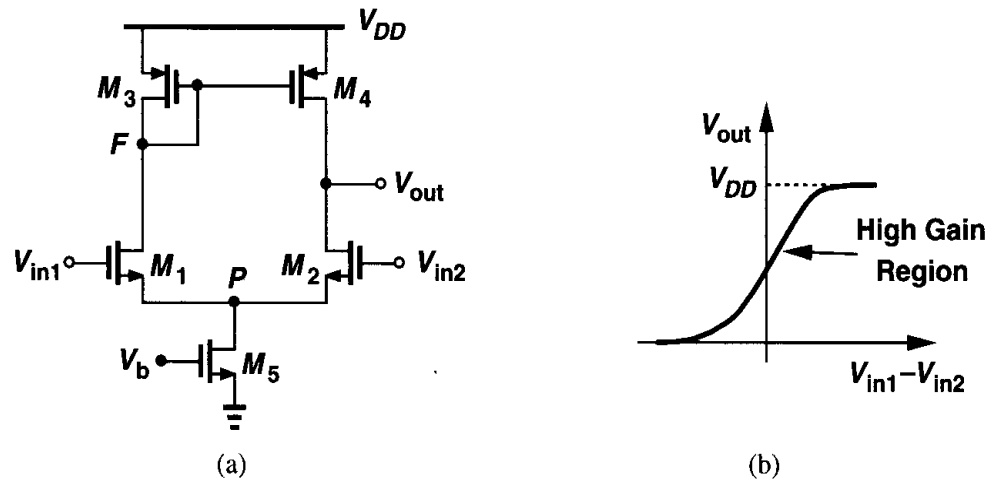 V_DD
M_3
M_4
F
V_out
V_in1
M_1
M_2
V_in2
P
V_b
M_5
(a)
V_out
V_DD
High Gain
Region
V_in1–V_in2
(b)